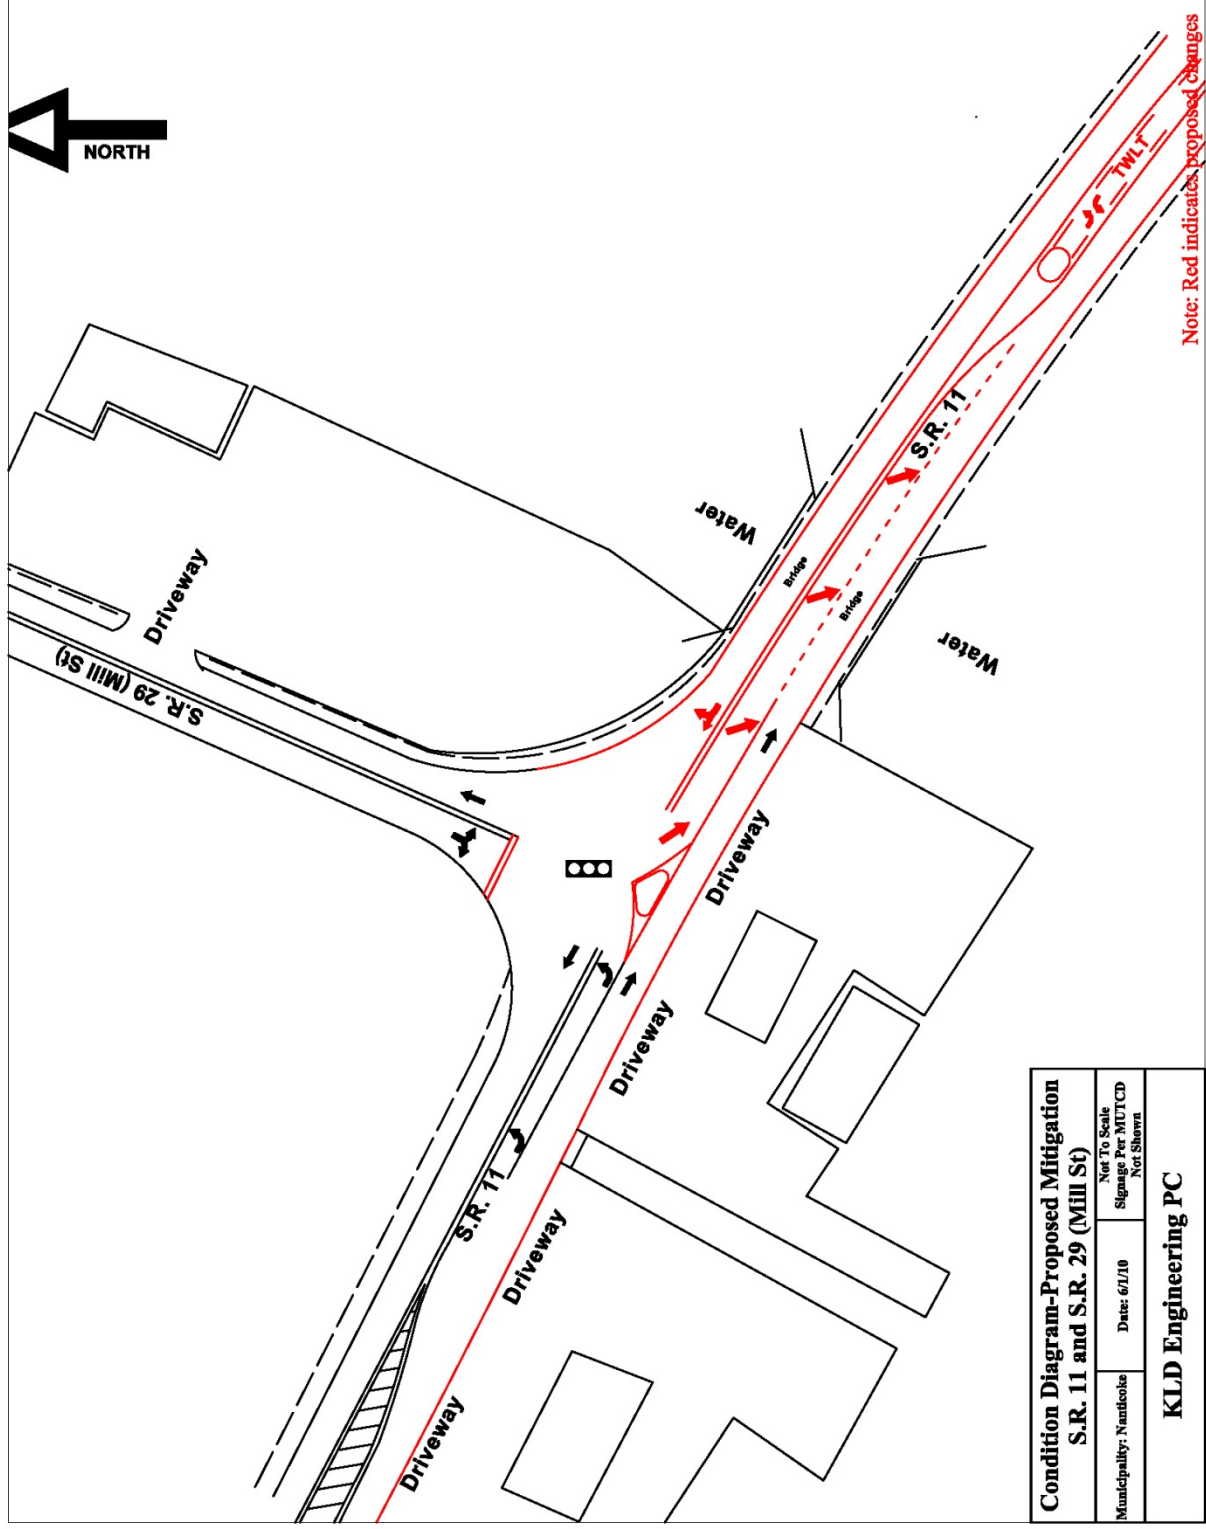 NORTH
Note: Red indicates proposed changes
TWLT
S.R. 11
Water
Bridge
Bridge
Water
Driveway
S.R. 29 (Mill St)
Driveway
Driveway
S.R. 11
Driveway
Driveway
Condition Diagram-Proposed Mitigation
S.R. 11 and S.R. 29 (Mill St)
Municipality: Nanticoke
Date: 6/1/10
Not To Scale
Signage Per MUTCD
Not Shown
KLD Engineering PC